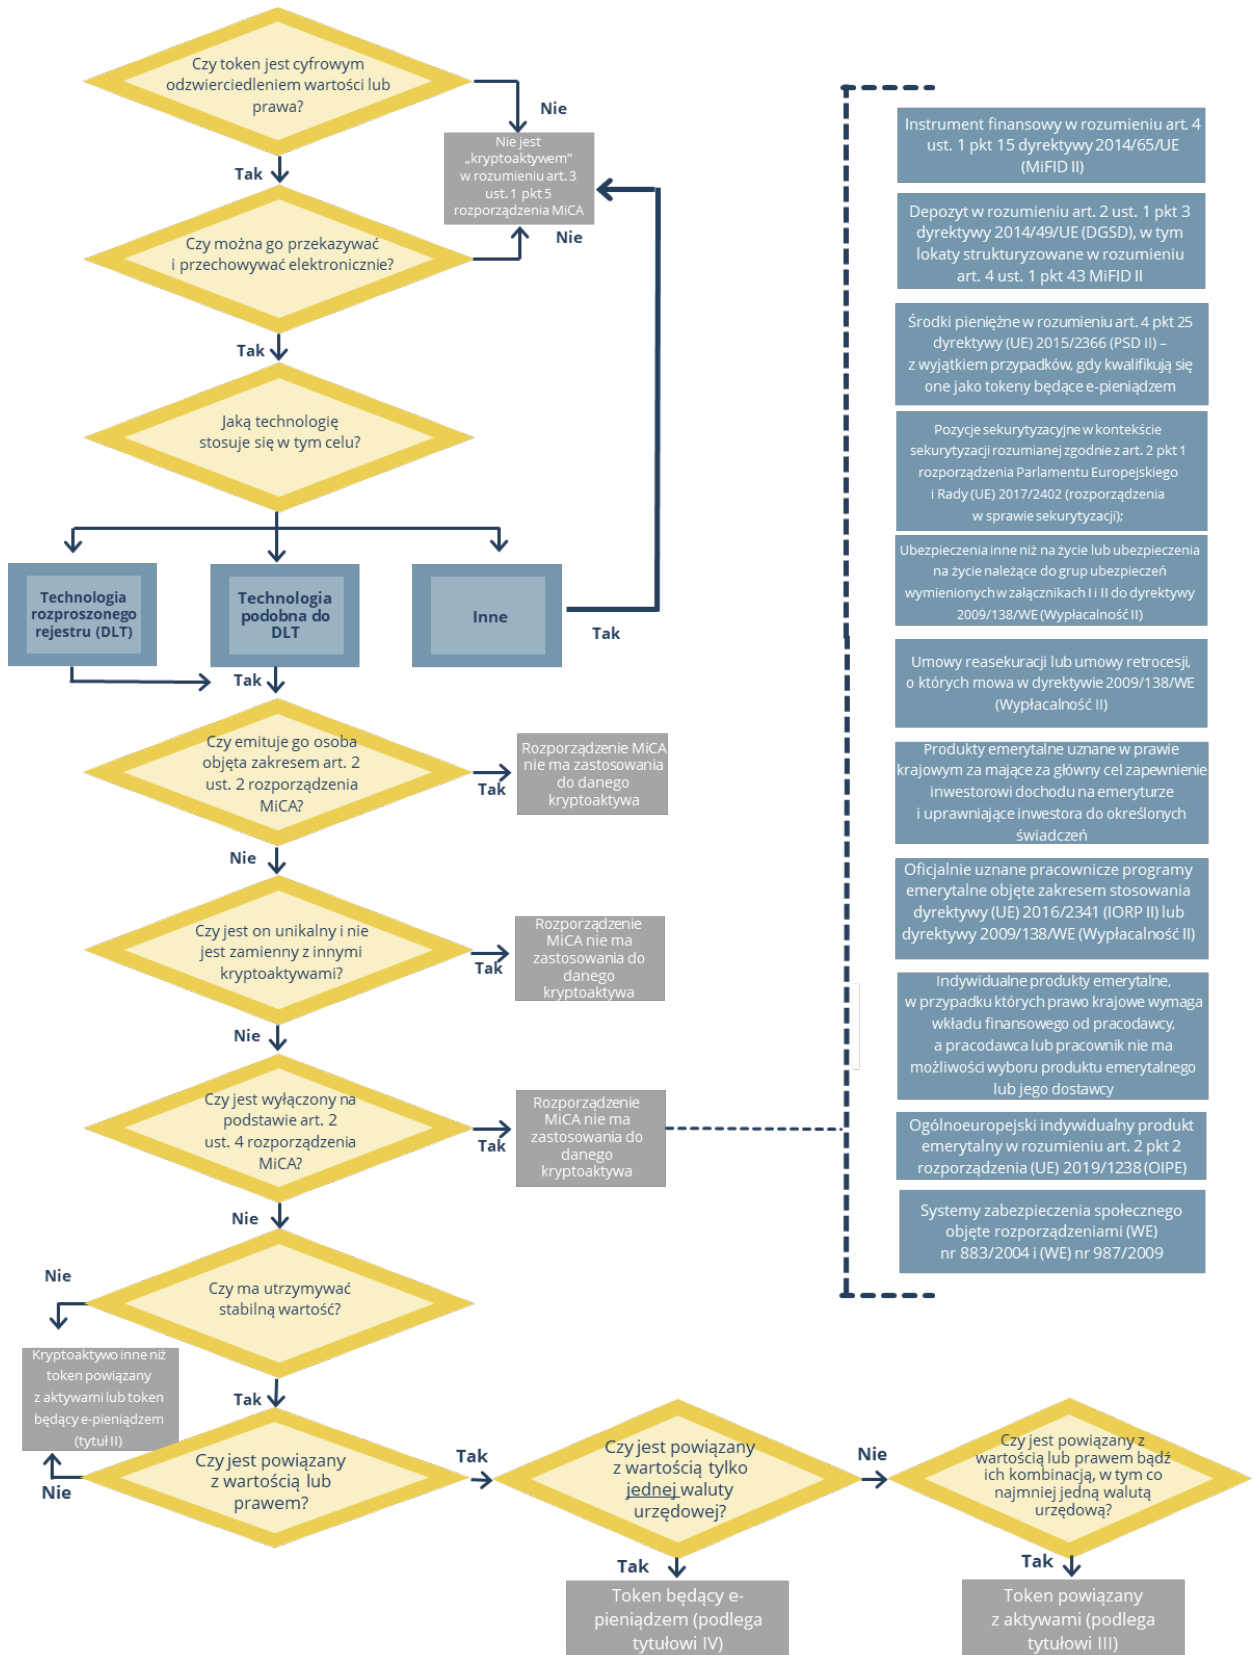 Czy token jest cyfrowym
odzwierciedleniem wartości lub
prawa?
Nie
Nie jest
„kryptoaktywem”
w rozumieniu art. 3
ust. 1 pkt 5
rozporządzenia MiCA
Tak
Czy można go przekazywać
i przechowywać elektronicznie?
Nie
Tak
Jaką technologię
stosuje się w tym celu?
Technologia
rozproszonego
rejestru (DLT)
Technologia
podobna do
DLT
Inne
Tak
Tak
Czy emituje go osoba
objęta zakresem art. 2
ust. 2 rozporządzenia
MiCA?
Tak
Rozporządzenie MiCA
nie ma zastosowania
do danego
kryptoaktywa
Nie
Czy jest on unikalny i nie
jest zamienny z innymi
kryptoaktywami?
Tak
Rozporządzenie
MiCA nie ma
zastosowania do
danego
kryptoaktywa
Nie
Czy jest wyłączony na
podstawie art. 2
ust. 4 rozporządzenia
MiCA?
Tak
Rozporządzenie
MiCA nie ma
zastosowania do
danego
kryptoaktywa
Nie
Czy ma utrzymywać
stabilną wartość?
Nie
Kryptoaktywo inne niż
token powiązany
z aktywami lub token
będący e-pieniądzem
(tytuł II)
Tak
Czy jest powiązany
z wartością lub
prawem?
Nie
Tak
Czy jest powiązany
z wartością tylko
jednej waluty
urzędowej?
Nie
Czy jest powiązany z
wartością lub prawem bądź
ich kombinacją, w tym co
najmniej jedną walutą
urzędową?
Tak
Token będący e-
pieniądzem (podlega
tytułowi IV)
Tak
Token powiązany
z aktywami (podlega
tytułowi III)
Instrument finansowy w rozumieniu art. 4
ust. 1 pkt 15 dyrektywy 2014/65/UE
(MiFID II)
Depozyt w rozumieniu art. 2 ust. 1 pkt 3
dyrektywy 2014/49/UE (DGSD), w tym
lokaty strukturyzowane w rozumieniu
art. 4 ust. 1 pkt 43 MiFID II
Środki pieniężne w rozumieniu art. 4 pkt 25
dyrektywy (UE) 2015/2366 (PSD II) –
z wyjątkiem przypadków, gdy kwalifikują się
one jako tokeny będące e-pieniądzem
Pozycje sekurytyzacyjne w kontekście
sekurytyzacji rozumianej zgodnie z art. 2 pkt 1
rozporządzenia Parlamentu Europejskiego
i Rady (UE) 2017/2402 (rozporządzenia
w sprawie sekurytyzacji);
Ubezpieczenia inne niż na życie lub ubezpieczenia
na życie należące do grup ubezpieczeń
wymienionych w załącznikach I i II do dyrektywy
2009/138/WE (Wypłacalność II)
Umowy reasekuracji lub umowy retrocesji,
o których mowa w dyrektywie 2009/138/WE
(Wypłacalność II)
Produkty emerytalne uznane w prawie
krajowym za mające za główny cel zapewnienie
inwestorowi dochodu na emeryturze
i uprawniające inwestora do określonych
świadczeń
Oficjalnie uznane pracownicze programy
emerytalne objęte zakresem stosowania
dyrektywy (UE) 2016/2341 (IORP II) lub
dyrektywy 2009/138/WE (Wypłacalność II)
Indywidualne produkty emerytalne,
w przypadku których prawo krajowe wymaga
wkładu finansowego od pracodawcy,
a pracodawca lub pracownik nie ma
możliwości wyboru produktu emerytalnego
lub jego dostawcy
Ogólnoeuropejski indywidualny produkt
emerytalny w rozumieniu art. 2 pkt 2
rozporządzenia (UE) 2019/1238 (OIPE)
Systemy zabezpieczenia społecznego
objęte rozporządzeniami (WE)
nr 883/2004 i (WE) nr 987/2009